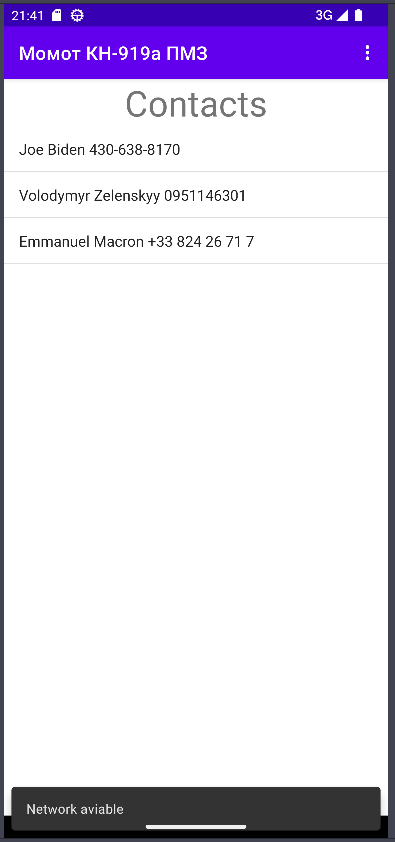 21:41 3G
Момот КН-919а ПМЗ
Contacts
Joe Biden 430-638-8170
Volodymyr Zelenskyy 0951146301
Emmanuel Macron +33 824 26 71 7
Network aviable